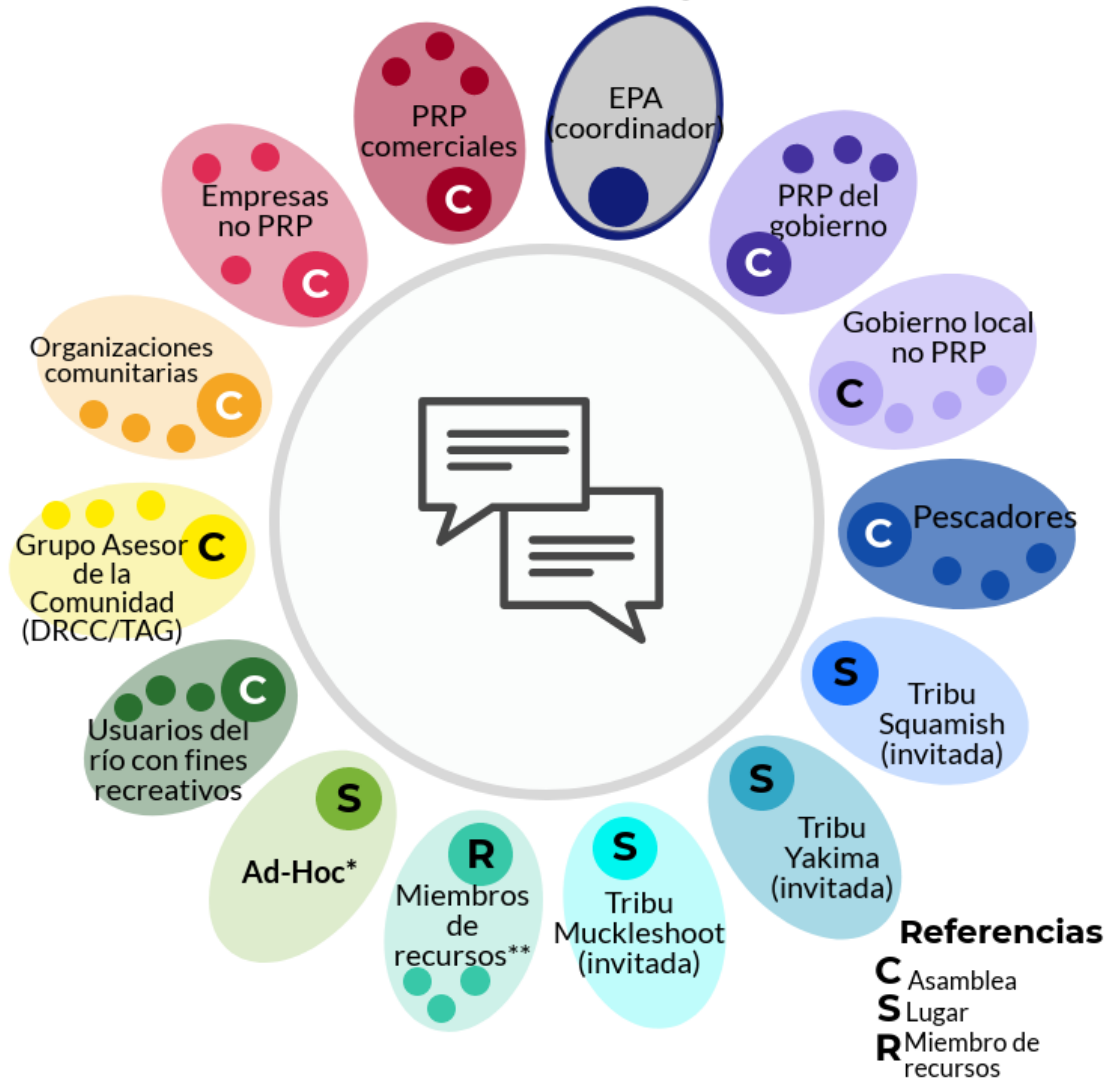 EPA
(coordinador)
C
PRP del
gobierno
C
Gobierno local
no PRP
C
Pescadores
C
Tribu
Squamish
(invitada)
S
Tribu
Yakima
(invitada)
S
Tribu
Muckleshoot
(invitada)
S
Miembros
de
recursos**
R
Ad-Hoc*
S
Usuarios del
río con fines
recreativos
C
Grupo Asesor
de la
Comunidad
(DRCC/TAG)
C
Organizaciones
comunitarias
C
Empresas
no PRP
C
PRP
comerciales
Referencias
C Asamblea
S Lugar
R Miembro de
recursos